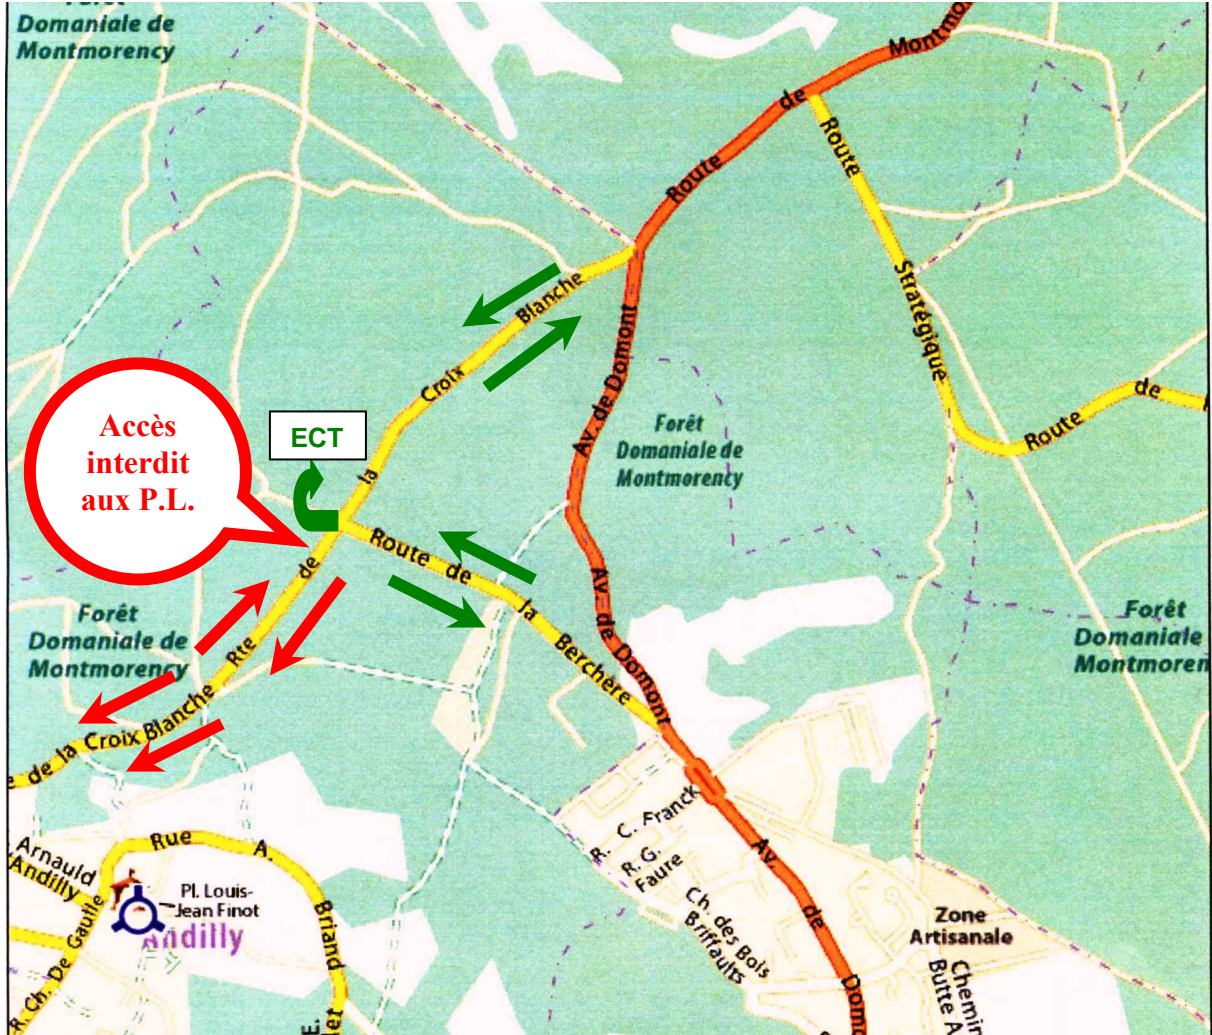 Forêt
Domaniale de
Montmorency
Route
de
Montmo
Route
Stratégique
Route
de
Rte
de
la
Croix
Blanche
Av. de Domont
Forêt
Domaniale de
Montmorency
Accès
interdit
aux P.L.
ECT
Route
de
la
Berchère
Av. de Domont
Forêt
Domaniale de
Montmorency
Forêt
Domaniale
Montmoren
de la Croix Blanche
Arnauld
d'Andilly
Rue
A.
Briand
R. Ch. De Gaulle
Pl. Louis-
Jean Finot
Andilly
R. C. Franck
R. G.
Faure
Ch. des Bois
Briffaults
Av.
de
Domo
Zone
Artisanale
Chemin
Butte A
E.